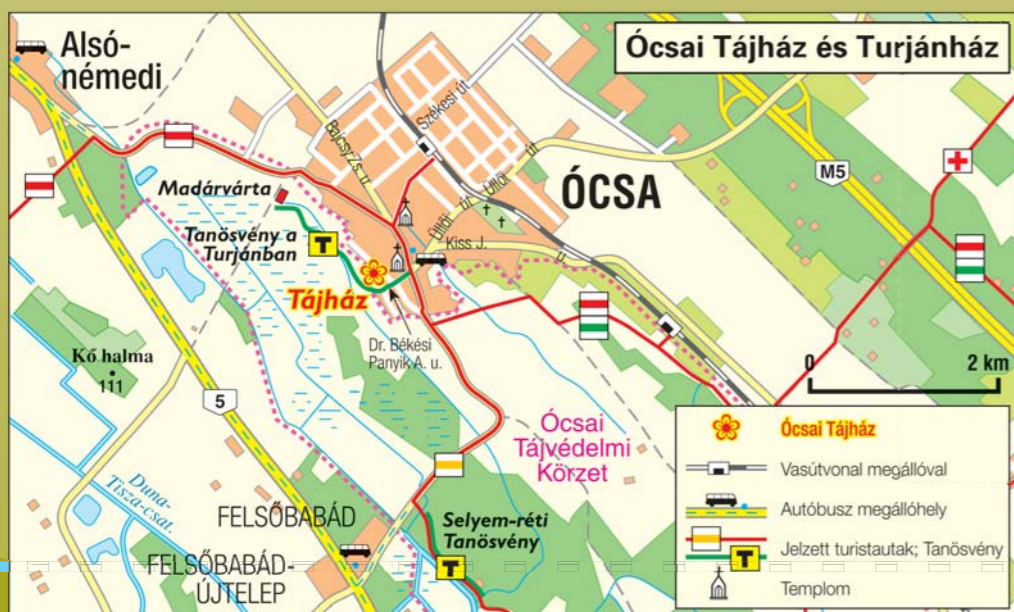 Ócsai Tájház és Turjánház
Alsó-
némedi
Székesi út
Bajcsy Zs. u.
M5
ÓCSA
Üllői út
Üllői út
Kiss J. u.
Madárvárta
Tanösvény a
Turjánban
T
Tájház
Dr. Békési
Panyik A. u.
Kő halma
111
5
0 2 km
Ócsai
Tájvédelmi
Körzet
Duna-
Tisza-csat.
FELSŐBABÁD
FELSŐBABÁD-
ÚJTELEP
Selyem-réti
Tanösvény
T
Ócsai Tájház
Vasútvonal megállóval
Autóbusz megállóhely
T
Jelzett turistautak; Tanösvény
Templom